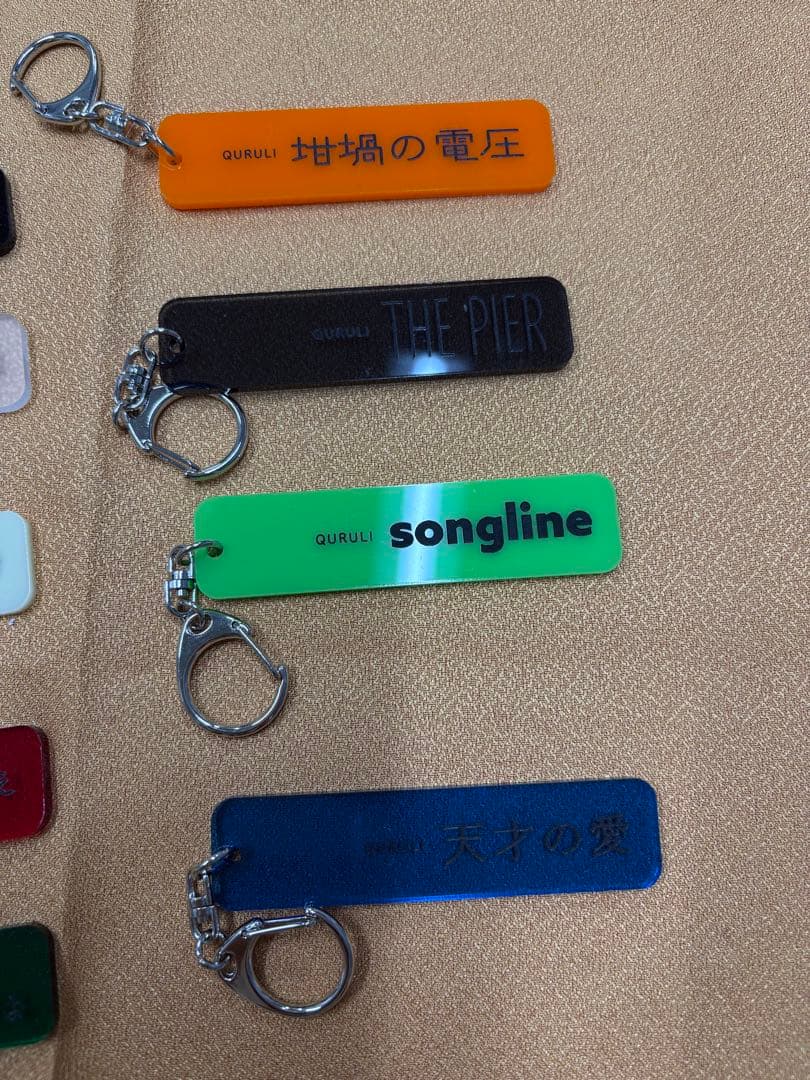 QURULI 坩堝の電圧
QURULI THE PIER
QURULI songline
QURULI 天才の愛